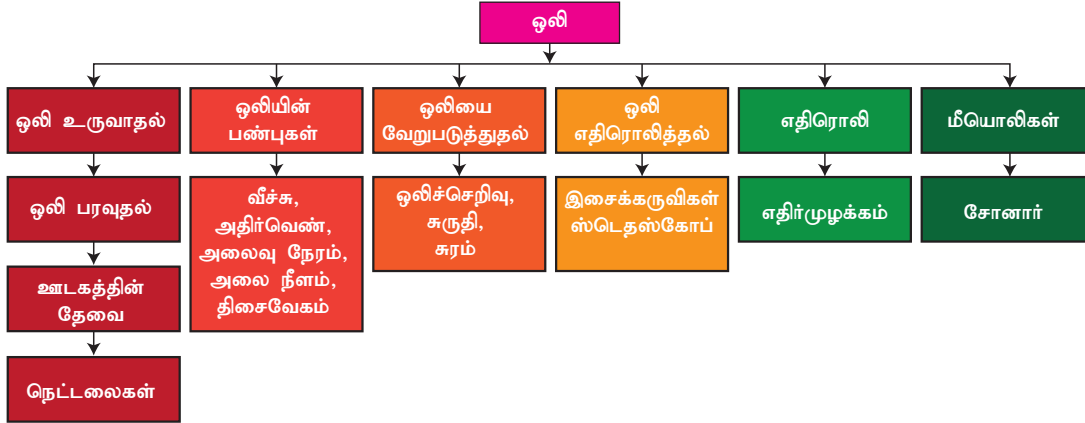 ஒலி
ஒலி உருவாதல்
ஒலி பரவுதல்
ஊடகத்தின்
தேவை
நெட்டலைகள்
ஒலியின்
பண்புகள்
வீச்சு,
அதிர்வெண்,
அலைவு நேரம்,
அலை நீளம்,
திசைவேகம்
ஒலியை
வேறுபடுத்துதல்
ஒலிச்செறிவு,
சுருதி,
சுரம்
ஒலி
எதிரொலித்தல்
இசைக்கருவிகள்
ஸ்டெதஸ்கோப்
எதிரொலி
எதிர்முழக்கம்
மீயொலிகள்
சோனார்